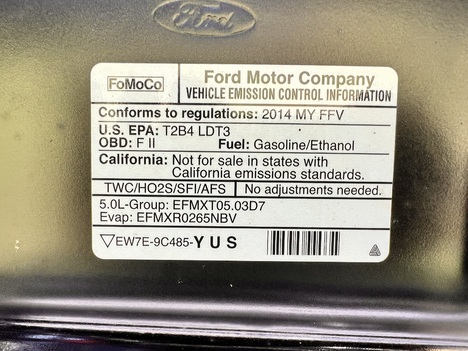 Ford
FoMoCo
Ford Motor Company
VEHICLE EMISSION CONTROL INFORMATION
Conforms to regulations: 2014 MY FFV
U.S. EPA: T2B4 LDT3
OBD: F II Fuel: Gasoline/Ethanol
California: Not for sale in states with
California emissions standards.
TWC/HO2S/SFI/AFS No adjustments needed.
5.0L-Group: EFMXT05.03D7
Evap: EFMXR0265NBV
▽EW7E-9C485-Y U S